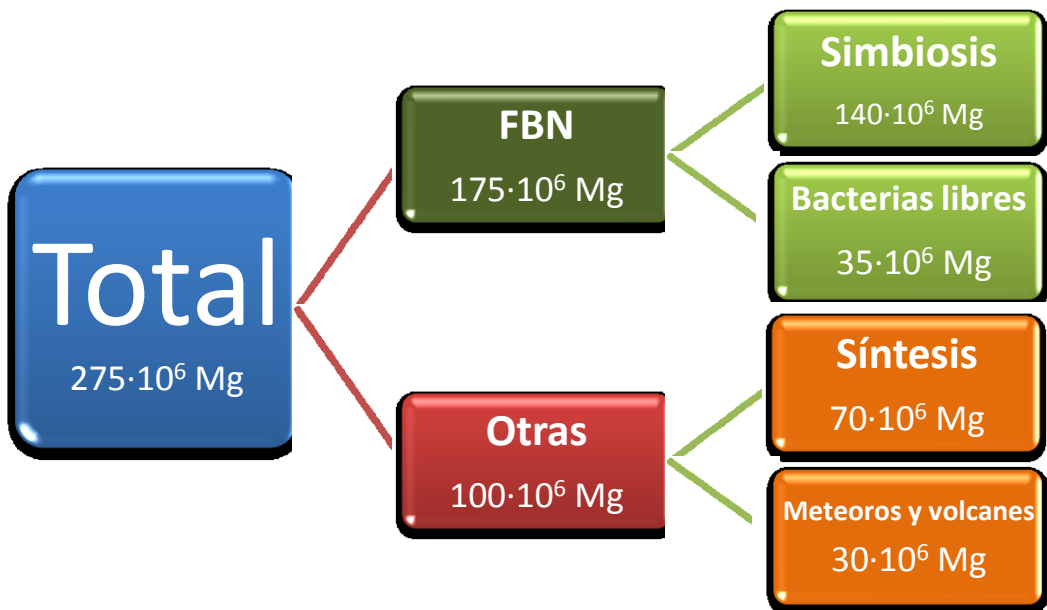 Total
275·10⁶ Mg
FBN
175·10⁶ Mg
Simbiosis
140·10⁶ Mg
Bacterias libres
35·10⁶ Mg
Otras
100·10⁶ Mg
Síntesis
70·10⁶ Mg
Meteoros y volcanes
30·10⁶ Mg